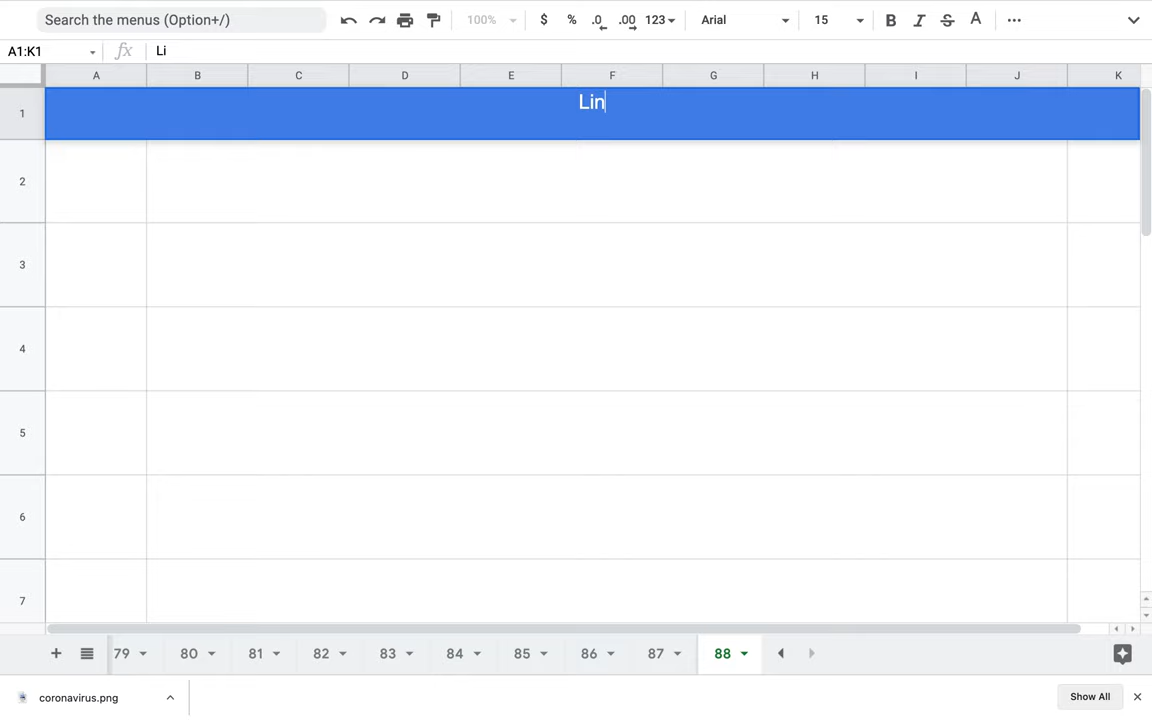 Search the menus (Option+/) 100% $ % .0 .00 123 Arial 15 B I S A ...
A1:K1 fx Li
A B C D E F G H I J K
1 Lin
2
3
4
5
6
7
+ 79 80 81 82 83 84 85 86 87 88
coronavirus.png Show All